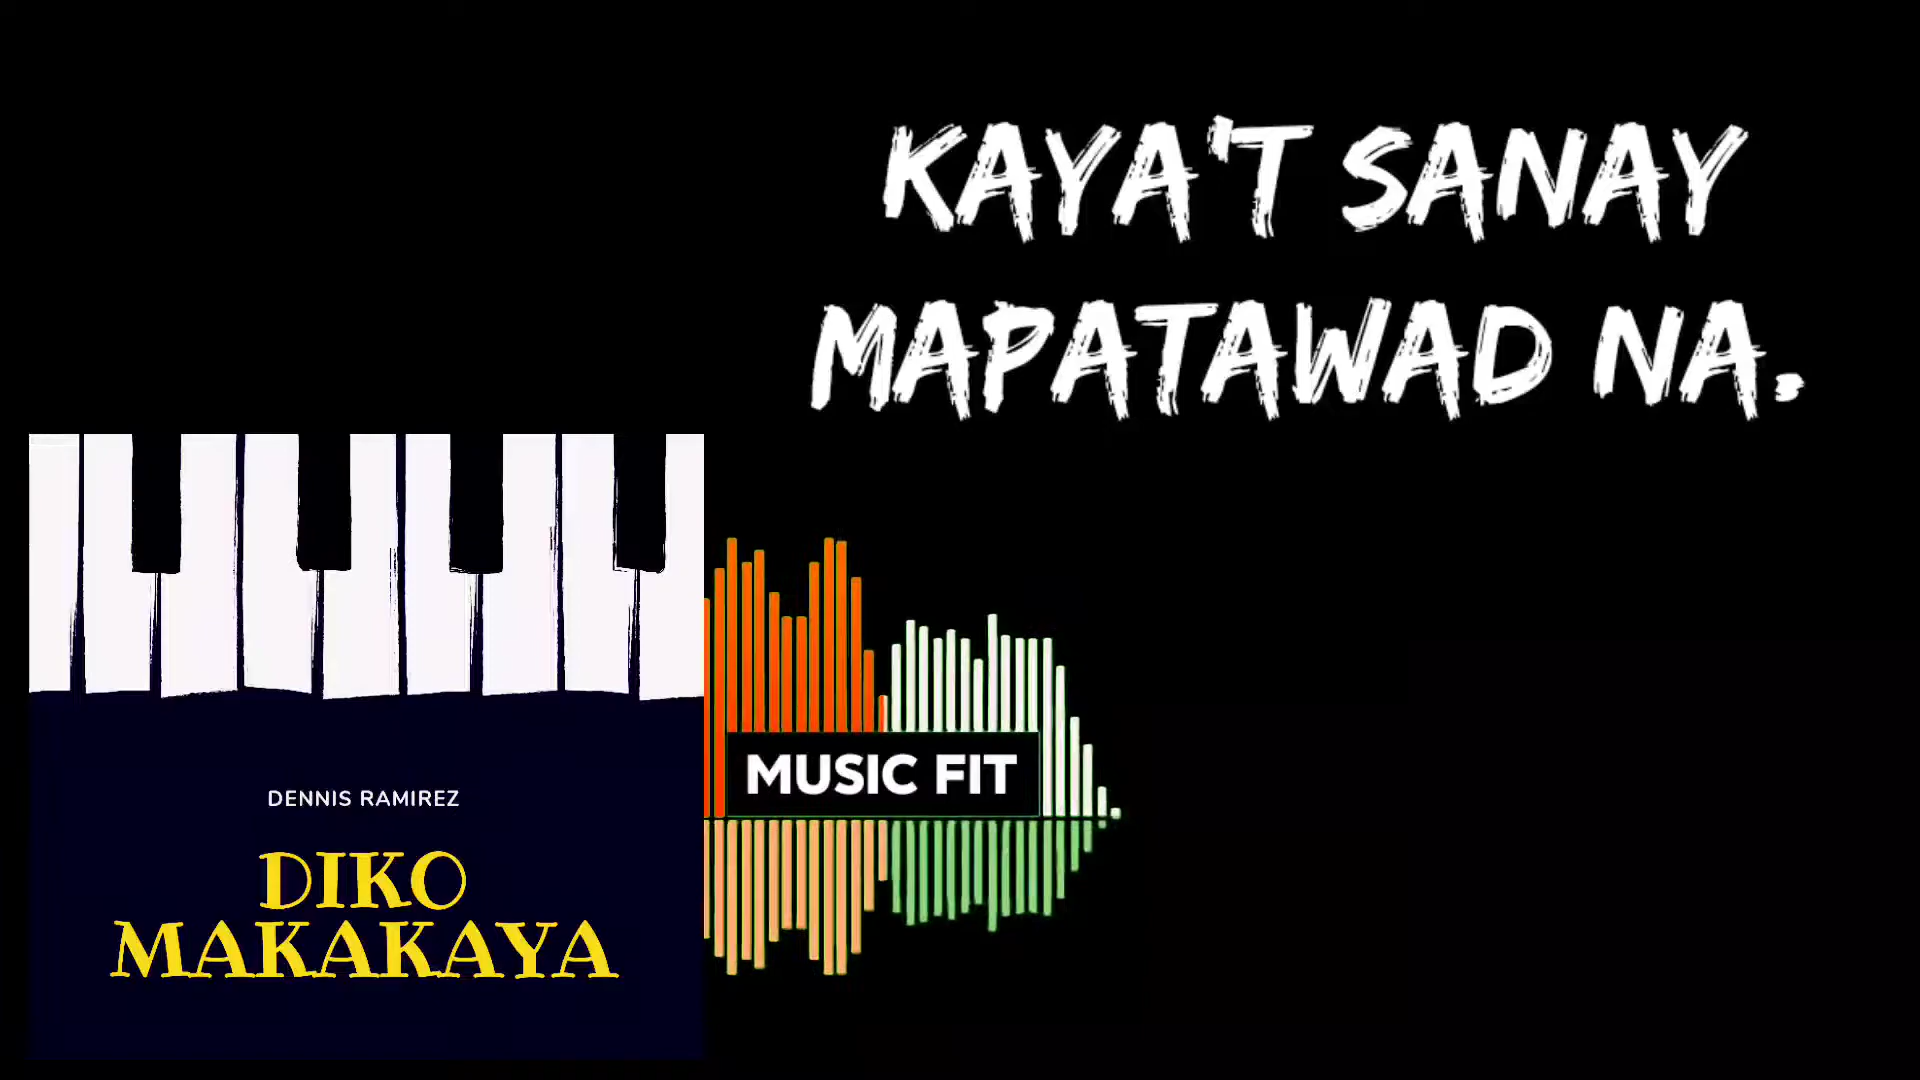 KAYA'T SANAY
MAPATAWAD NA.
MUSIC FIT
DENNIS RAMIREZ
DIKO
MAKAKAYA